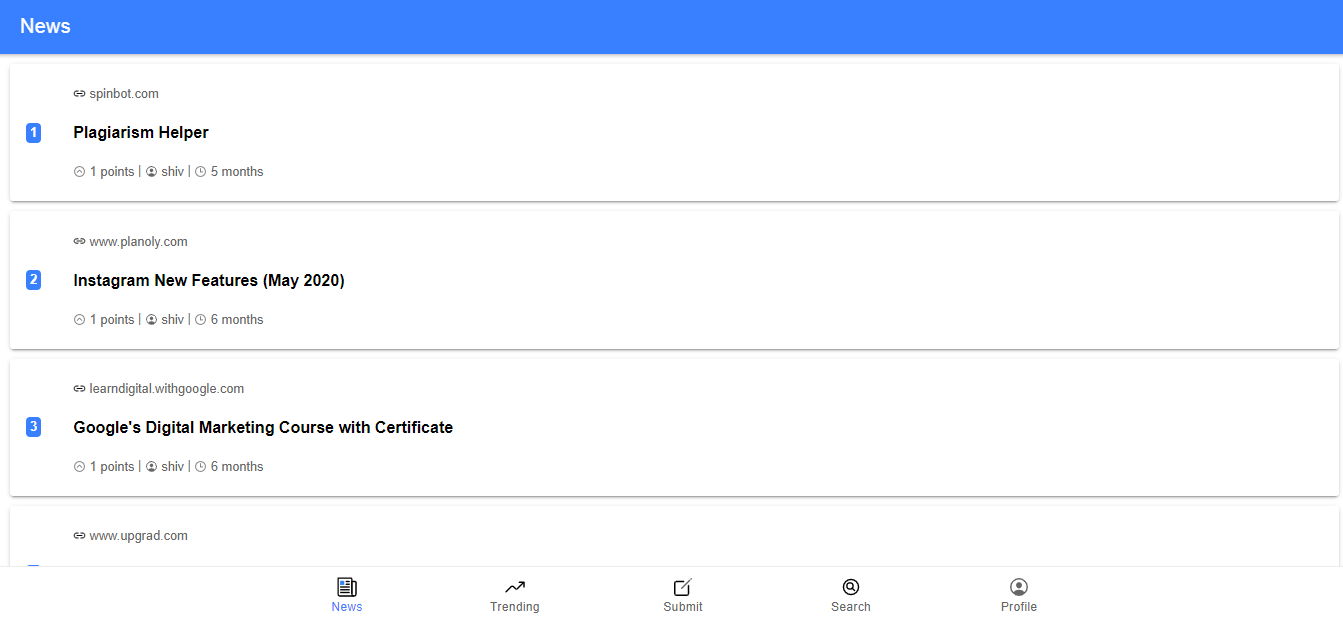 News
spinbot.com
1
Plagiarism Helper
1 points | shiv | 5 months
www.planoly.com
2
Instagram New Features (May 2020)
1 points | shiv | 6 months
learndigital.withgoogle.com
3
Google's Digital Marketing Course with Certificate
1 points | shiv | 6 months
www.upgrad.com
News Trending Submit Search Profile